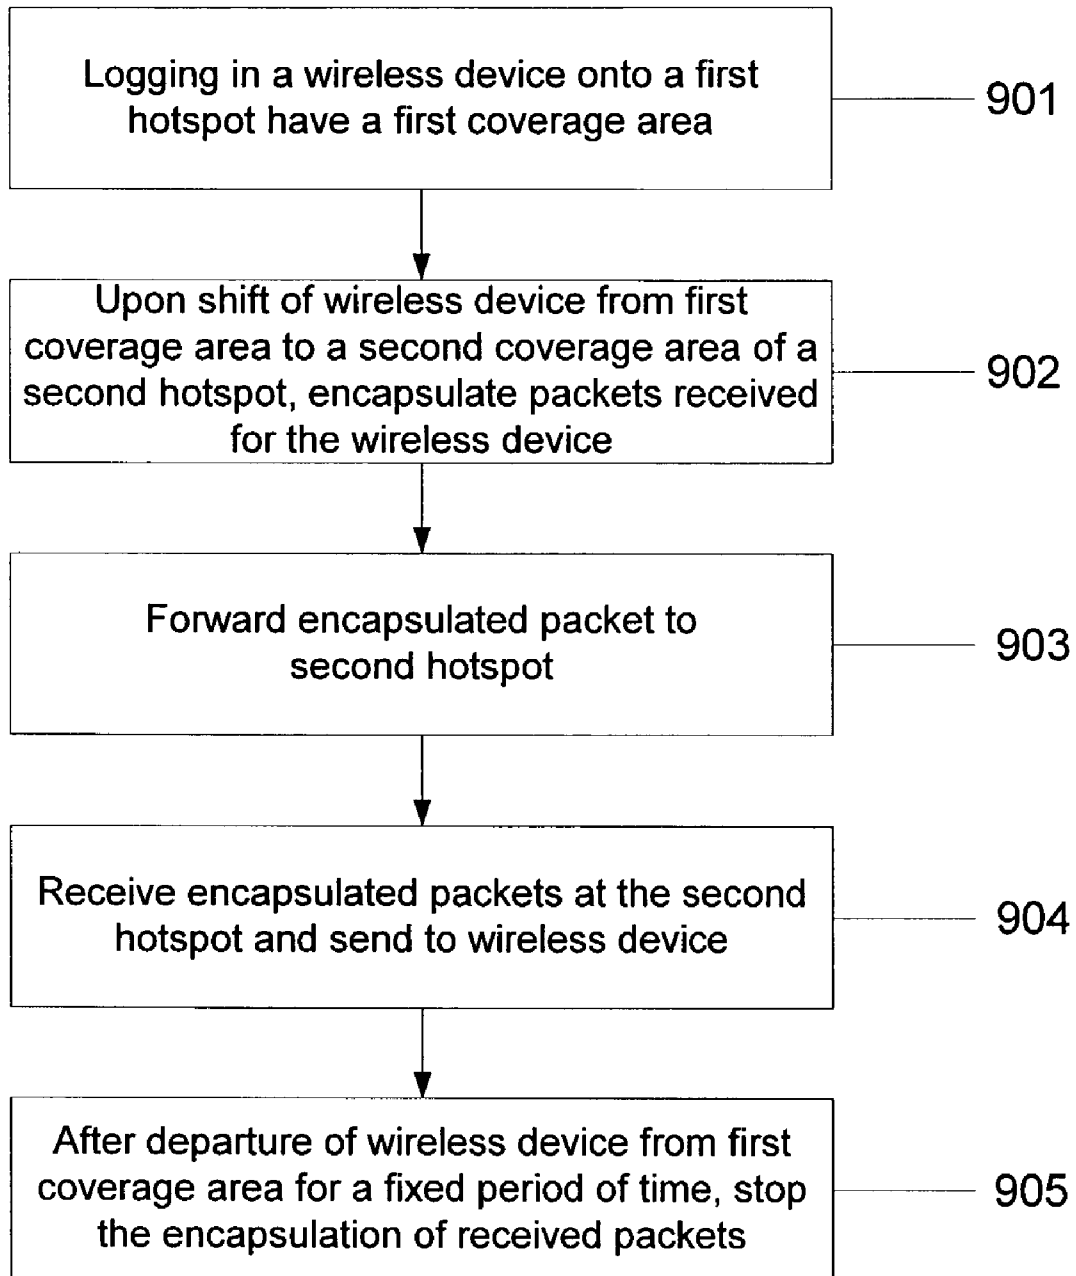 Logging in a wireless device onto a first
hotspot have a first coverage area
901
Upon shift of wireless device from first
coverage area to a second coverage area of a
second hotspot, encapsulate packets received
for the wireless device
902
Forward encapsulated packet to
second hotspot
903
Receive encapsulated packets at the second
hotspot and send to wireless device
904
After departure of wireless device from first
coverage area for a fixed period of time, stop
the encapsulation of received packets
905